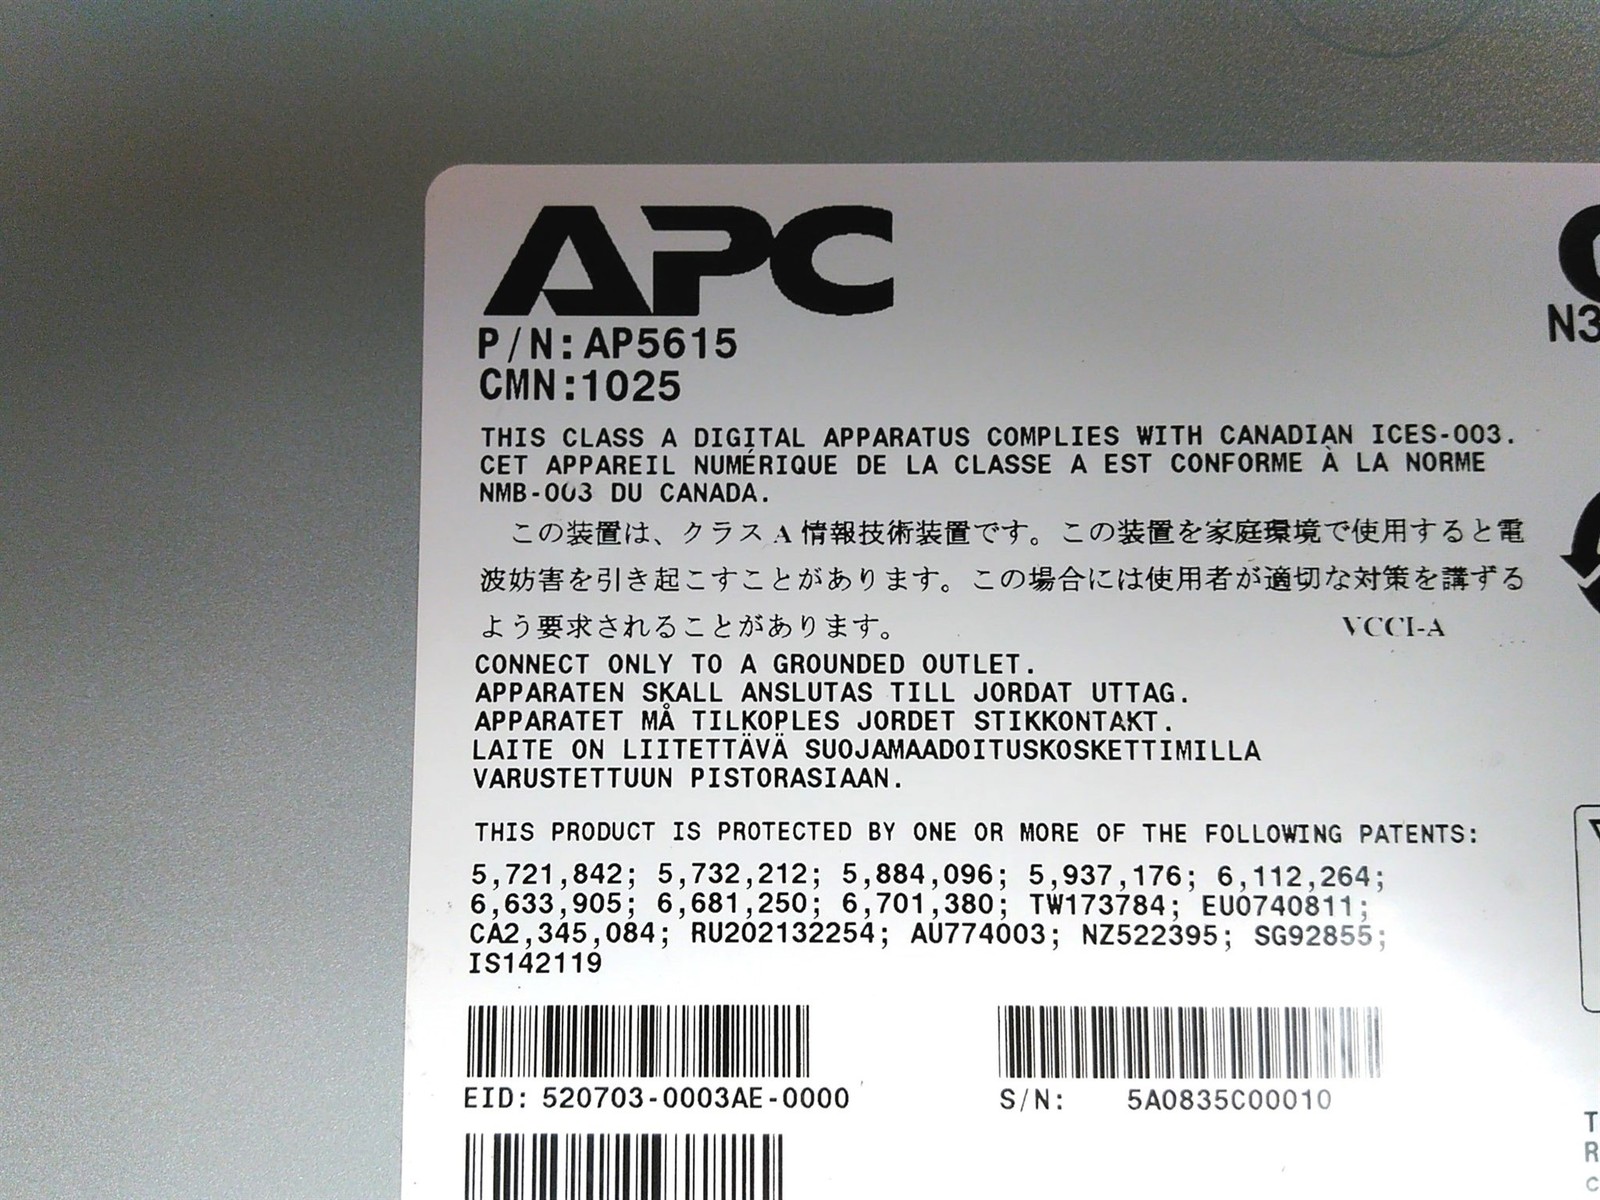 APC
P/N: AP5615
CMN:1025
N3
THIS CLASS A DIGITAL APPARATUS COMPLIES WITH CANADIAN ICES-003.
CET APPAREIL NUMÉRIQUE DE LA CLASSE A EST CONFORME À LA NORME
NMB-003 DU CANADA.
この装置は、クラス A 情報技術装置です。この装置を家庭環境で使用すると電
波妨害を引き起こすことがあります。この場合には使用者が適切な対策を講ずる
よう要求されることがあります。 VCCI-A
CONNECT ONLY TO A GROUNDED OUTLET.
APPARATEN SKALL ANSLUTAS TILL JORDAT UTTAG.
APPARATET MÅ TILKOPLES JORDET STIKKONTAKT.
LAITE ON LIITETTÄVÄ SUOJAMAADOITUSKOSKETTIMILLA
VARUSTETTUUN PISTORASIAAN.
THIS PRODUCT IS PROTECTED BY ONE OR MORE OF THE FOLLOWING PATENTS:
5,721,842; 5,732,212; 5,884,096; 5,937,176; 6,112,264;
6,633,905; 6,681,250; 6,701,380; TW173784; EU0740811;
CA2,345,084; RU202132254; AU774003; NZ522395; SG92855;
IS142119
EID: 520703-0003AE-0000
S/N: 5A0835C00010